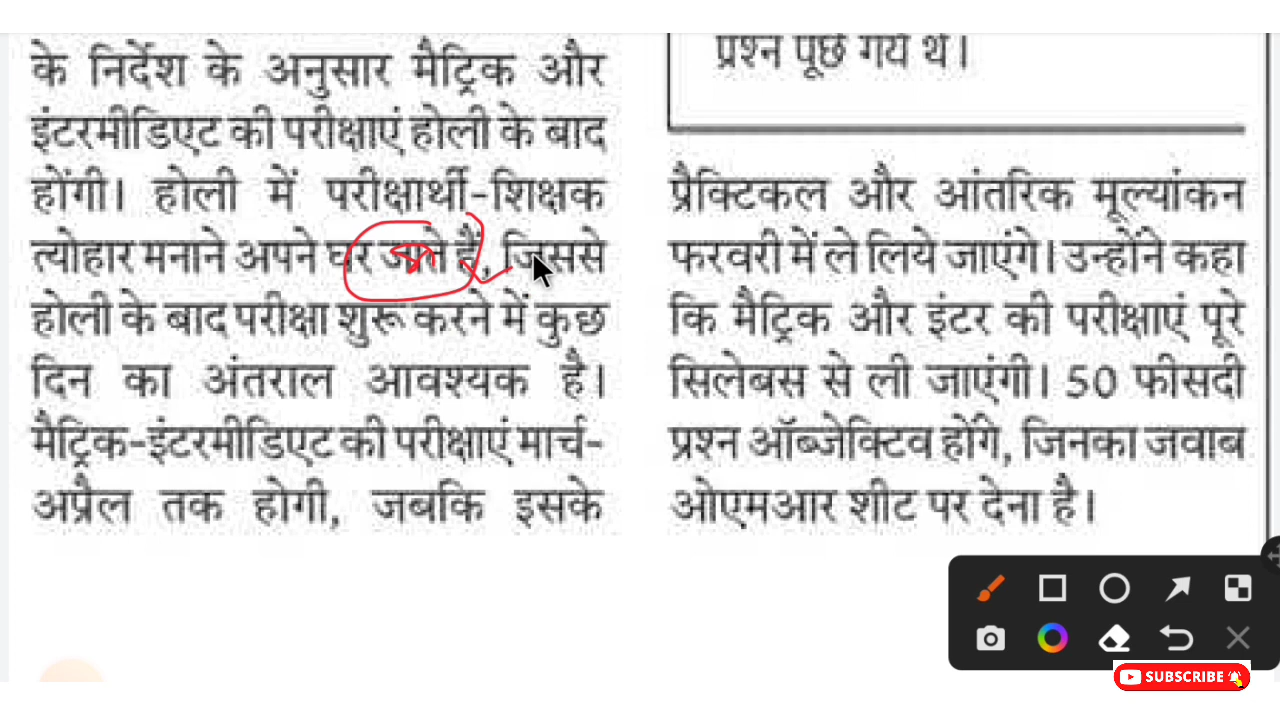 के निर्देश के अनुसार मैट्रिक और
इंटरमीडिएट की परीक्षाएं होली के बाद
होंगी। होली में परीक्षार्थी-शिक्षक
त्योहार मनाने अपने घर जाते हैं, जिससे
होली के बाद परीक्षा शुरू करने में कुछ
दिन का अंतराल आवश्यक है।
मैट्रिक-इंटरमीडिएट की परीक्षाएं मार्च-
अप्रैल तक होगी, जबकि इसके
प्रश्न पूछे गये थे।
प्रैक्टिकल और आंतरिक मूल्यांकन
फरवरी में ले लिये जाएंगे। उन्होंने कहा
कि मैट्रिक और इंटर की परीक्षाएं पूरे
सिलेबस से ली जाएंगी। 50 फीसदी
प्रश्न ऑब्जेक्टिव होंगे, जिनका जवाब
ओएमआर शीट पर देना है।
SUBSCRIBE